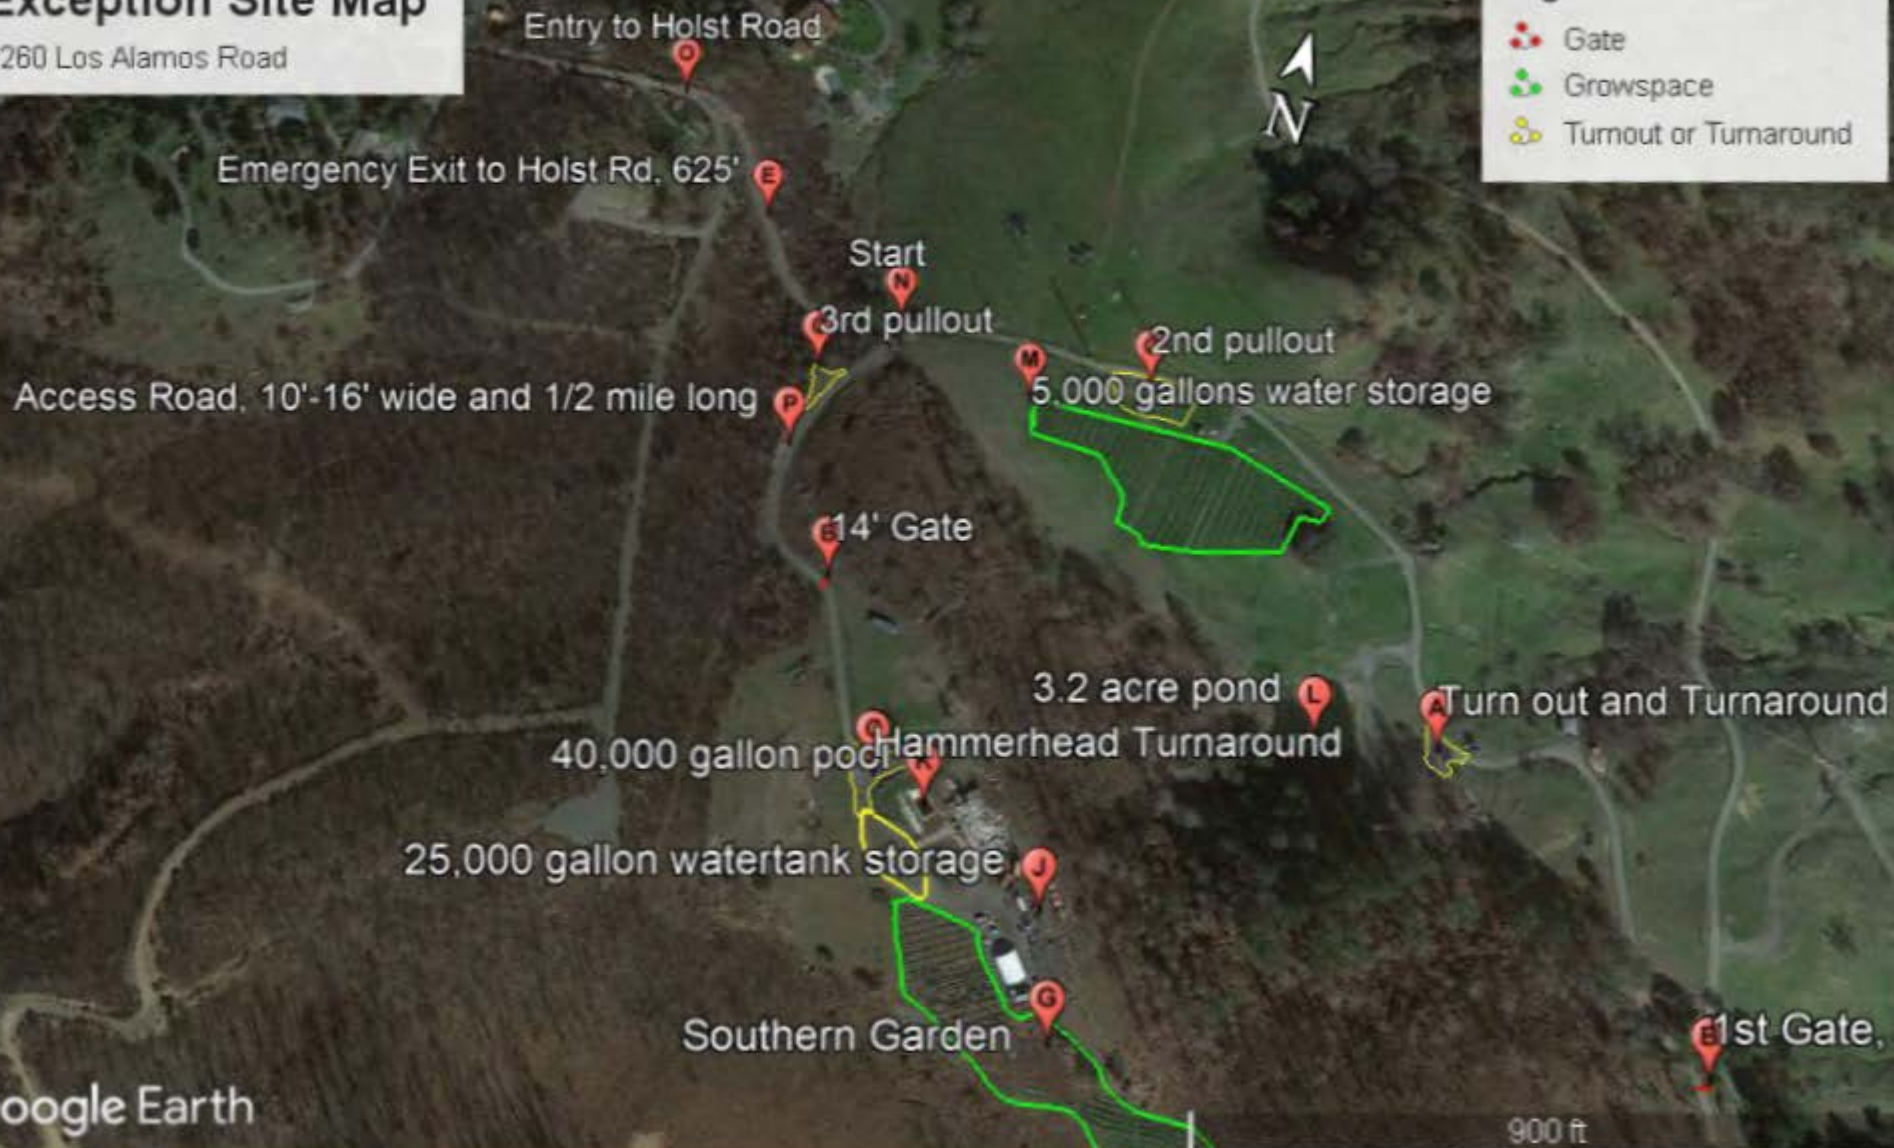 Exception Site Map
260 Los Alamos Road
Gate
Growspace
Turnout or Turnaround
N
Entry to Holst Road
O
Emergency Exit to Holst Rd, 625'
E
Start
N
3rd pullout
2nd pullout
M
5,000 gallons water storage
Access Road, 10'-16' wide and 1/2 mile long
P
14' Gate
3.2 acre pond
L
A
Turn out and Turnaround
Hammerhead Turnaround
40,000 gallon pool
K
25,000 gallon watertank storage
J
G
Southern Garden
1st Gate,
oogle Earth
900 ft